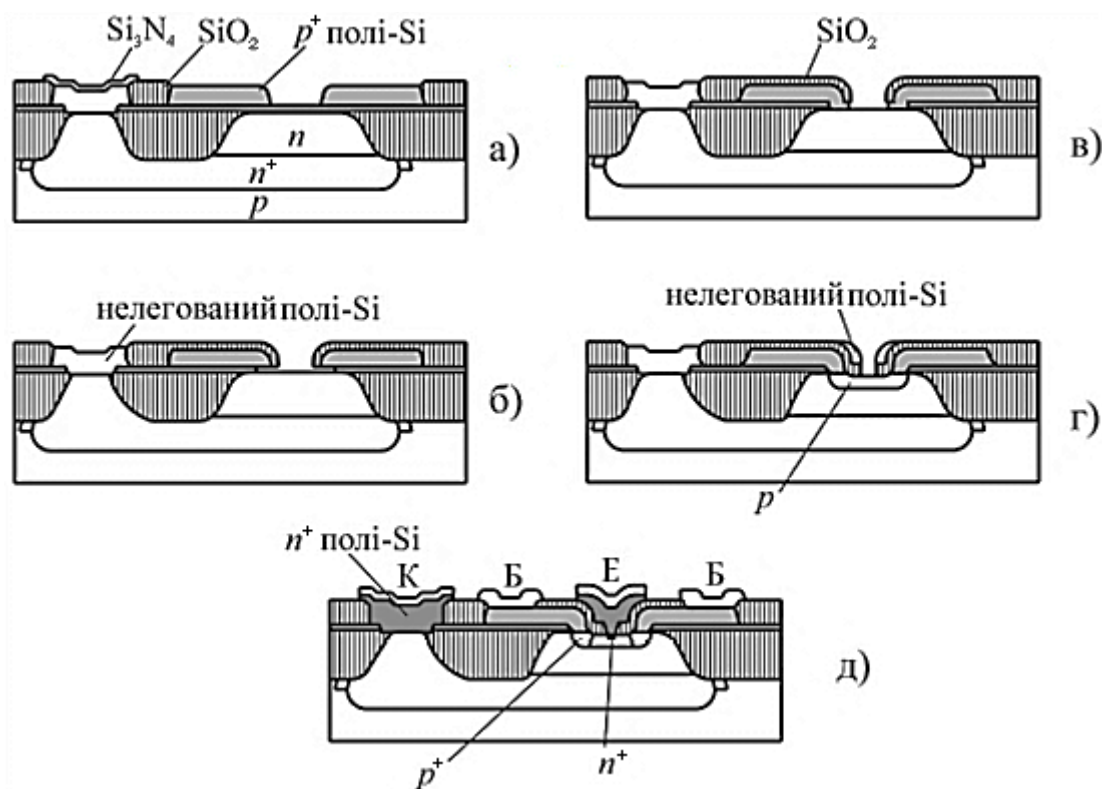 Si₃N₄ SiO₂ p⁺ полі-Si
n
n⁺
p
а)
SiO₂
в)
нелегований полі-Si
б)
нелегований полі-Si
г)
p
n⁺ полі-Si
К Б Е Б
д)
p⁺ n⁺